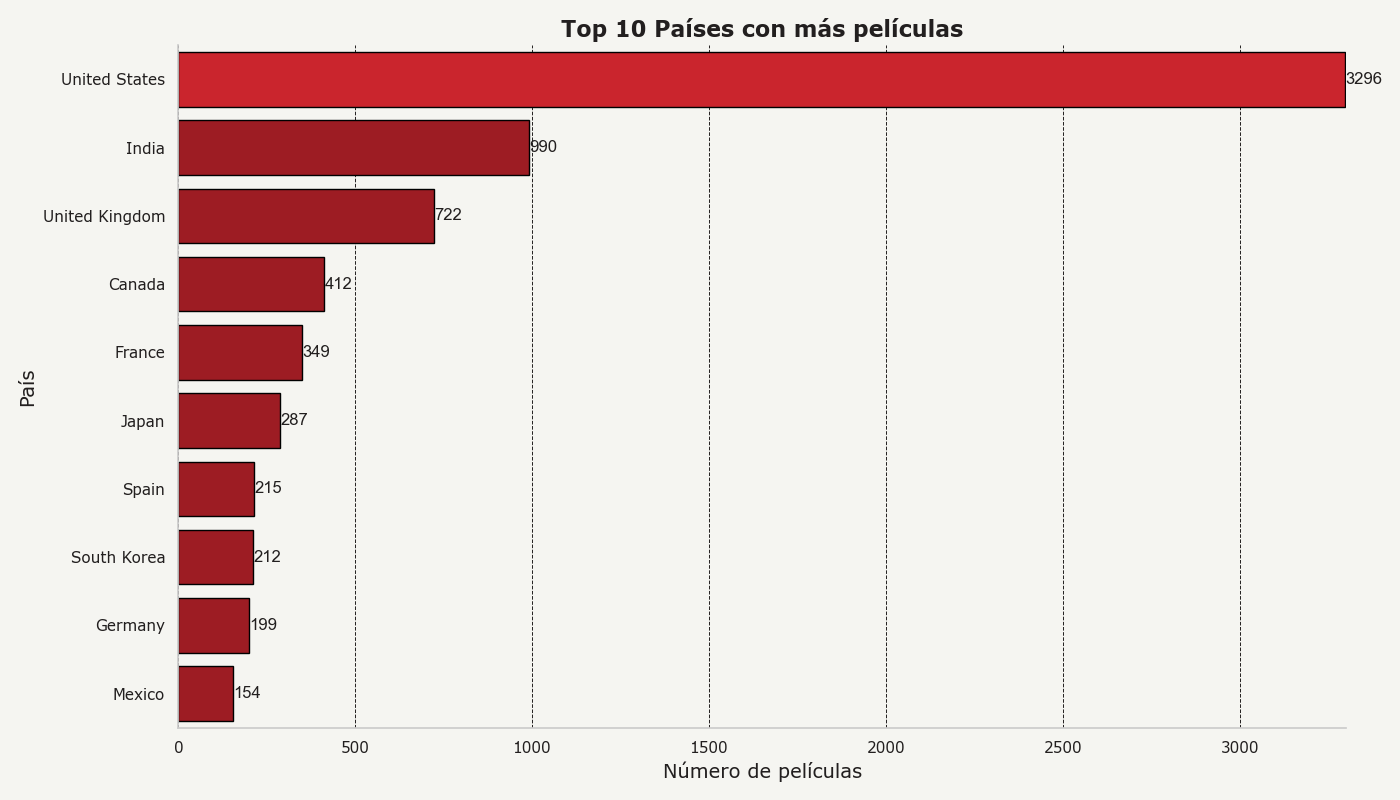 Top 10 Países con más películas
United States
3296
India
990
United Kingdom
722
Canada
412
France
349
Japan
287
Spain
215
South Korea
212
Germany
199
Mexico
154
País
0 500 1000 1500 2000 2500 3000
Número de películas